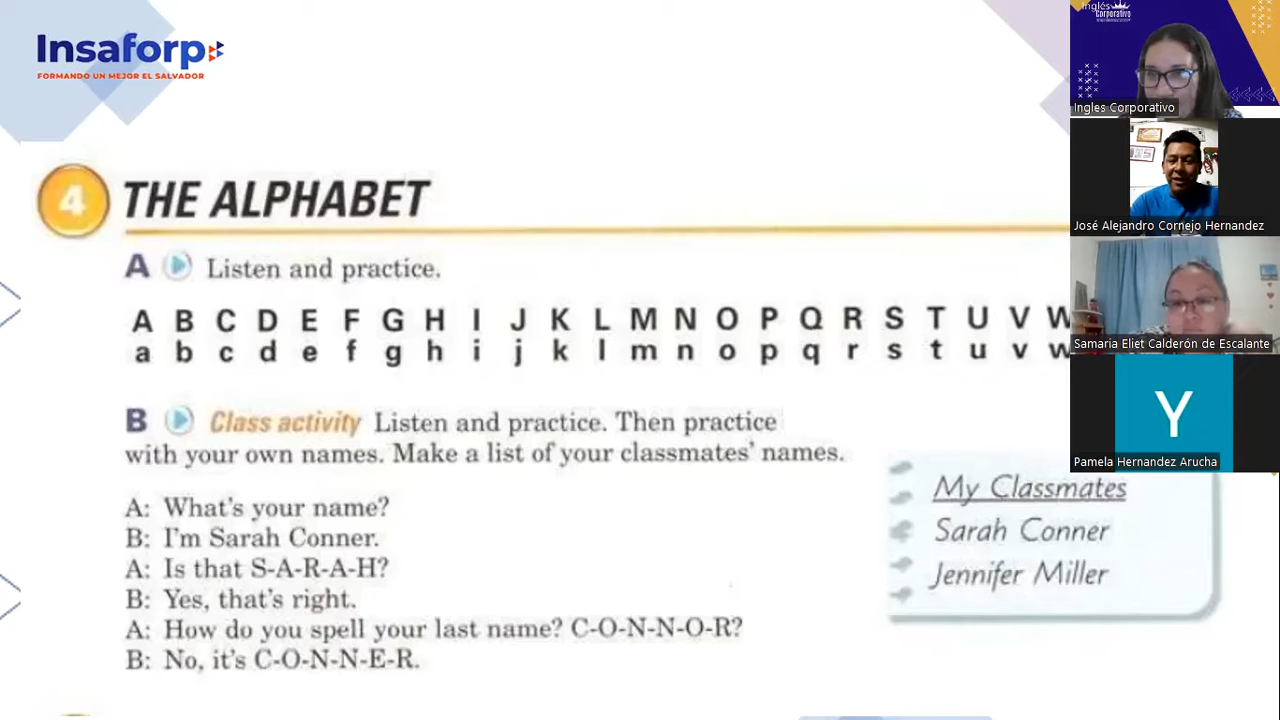 Insaforp
FORMANDO UN MEJOR EL SALVADOR
4 THE ALPHABET
A Listen and practice.
A B C D E F G H I J K L M N O P Q R S T U V W
a b c d e f g h i j k l m n o p q r s t u v w
B Class activity Listen and practice. Then practice
with your own names. Make a list of your classmates' names.
A: What's your name?
B: I'm Sarah Conner.
A: Is that S-A-R-A-H?
B: Yes, that's right.
A: How do you spell your last name? C-O-N-N-O-R?
B: No, it's C-O-N-N-E-R.
My Classmates
Sarah Conner
Jennifer Miller
Inglés
corporativo
Ingles Corporativo
José Alejandro Cornejo Hernandez
Samaria Eliet Calderón de Escalante
Y
Pamela Hernandez Arucha